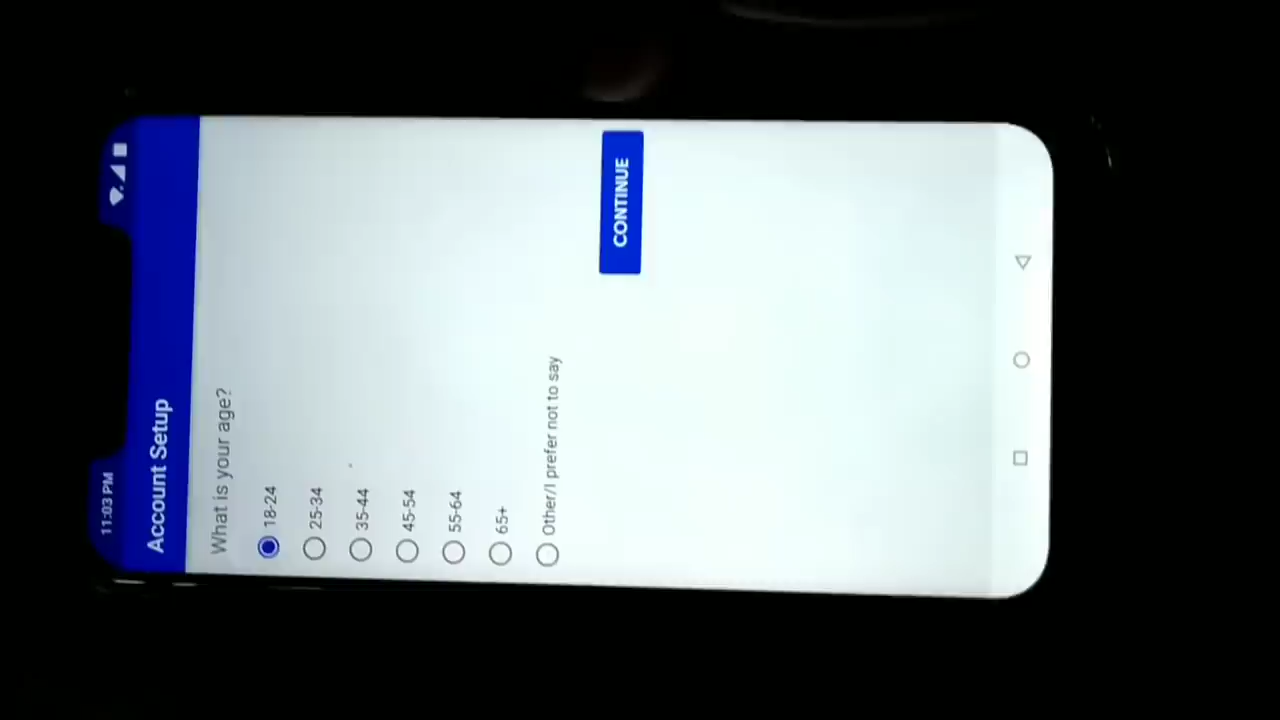 11:03 PM
Account Setup
What is your age?
18-24
25-34
35-44
45-54
55-64
65+
Other/I prefer not to say
CONTINUE